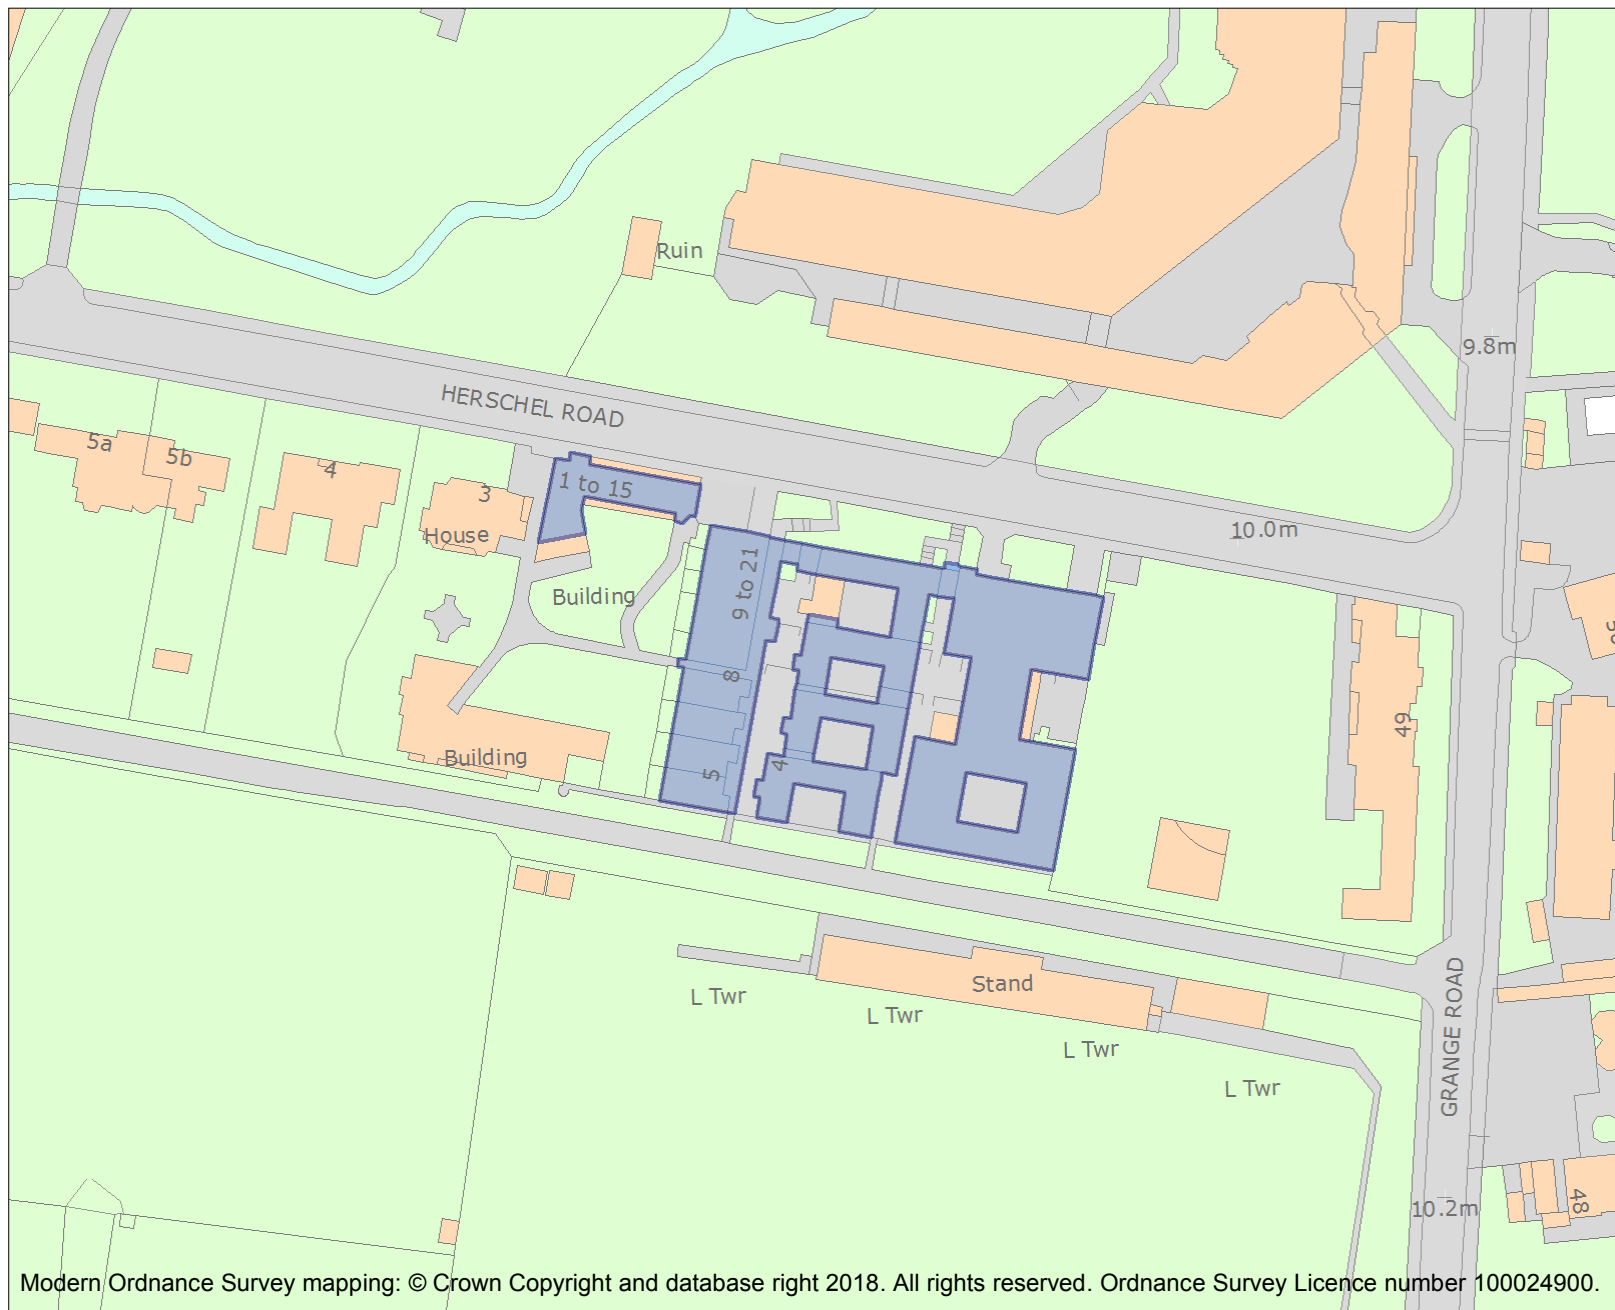 Ruin
9.8m
HERSCHEL ROAD
5a
5b
4
3
1 to 15
House
10.0m
9 to 21
Building
8
49
Building
5
4
Stand
L Twr
L Twr
L Twr
L Twr
GRANGE ROAD
48
10.2m
Modern Ordnance Survey mapping: © Crown Copyright and database right 2018. All rights reserved. Ordnance Survey Licence number 100024900.